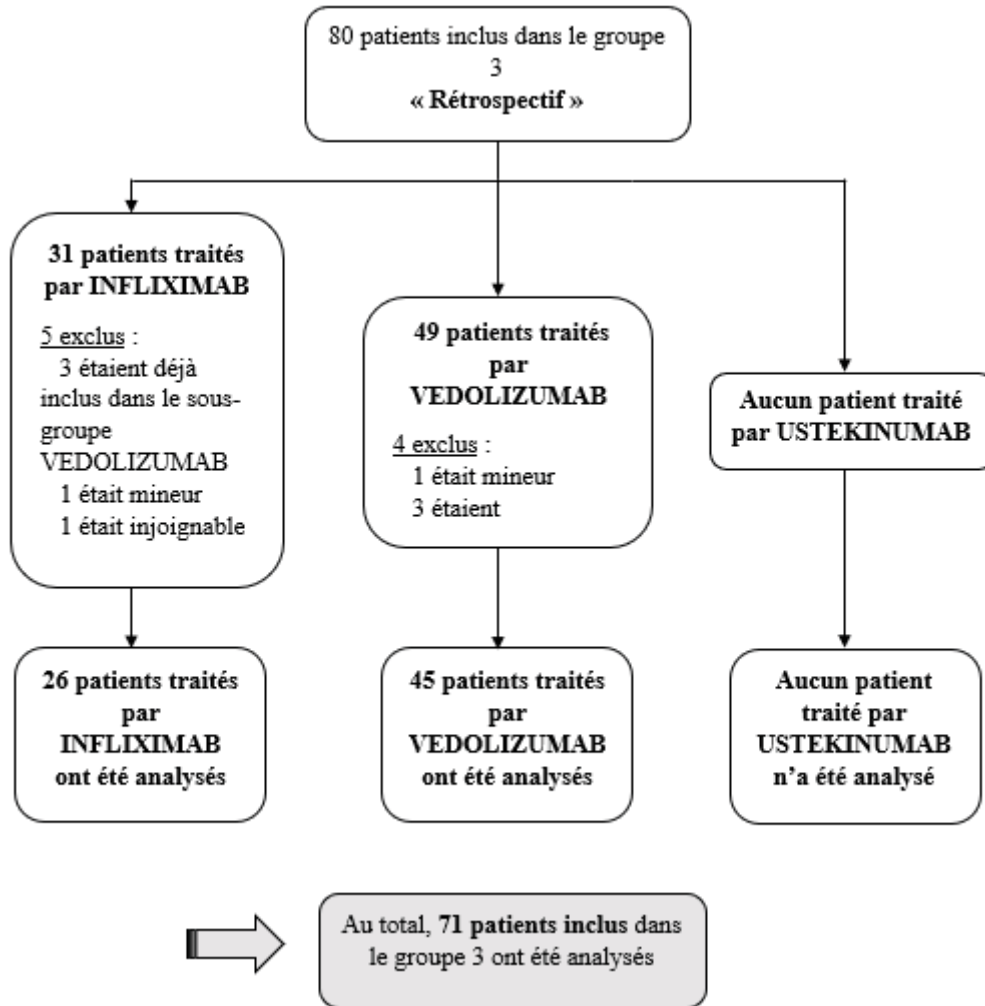 80 patients inclus dans le groupe
3
« Rétrospectif »
31 patients traités
par INFLIXIMAB
5 exclus :
3 étaient déjà
inclus dans le sous-
groupe
VEDOLIZUMAB
1 était mineur
1 était injoignable
49 patients traités
par
VEDOLIZUMAB
4 exclus :
1 était mineur
3 étaient
Aucun patient traité
par USTEKINUMAB
26 patients traités
par
INFLIXIMAB
ont été analysés
45 patients traités
par
VEDOLIZUMAB
ont été analysés
Aucun patient
traité par
USTEKINUMAB
n’a été analysé
Au total, 71 patients inclus dans
le groupe 3 ont été analysés